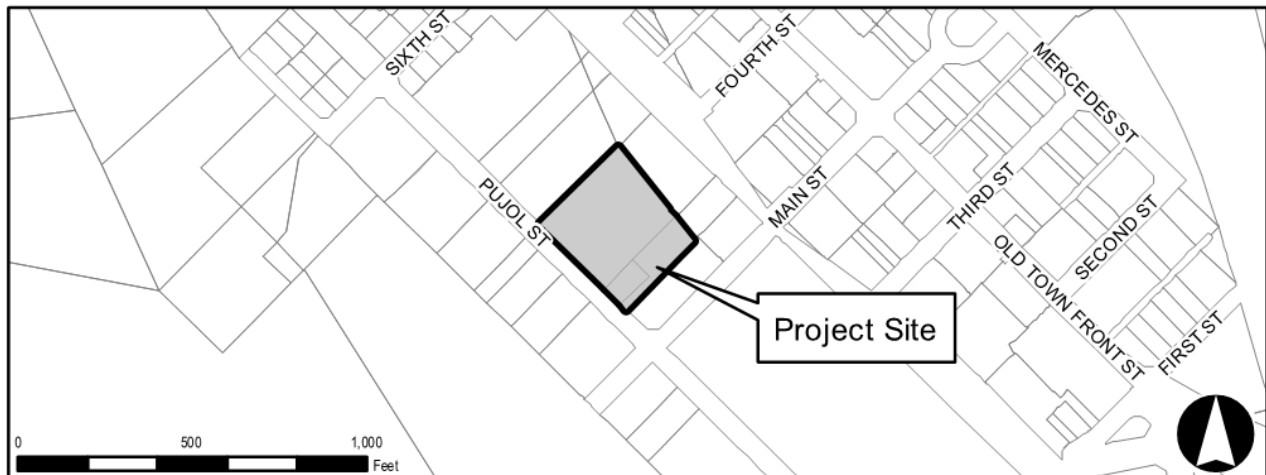 SIXTH ST
FOURTH ST
MERCEDES ST
PUJOL ST
MAIN ST
THIRD ST
SECOND ST
OLD TOWN FRONT ST
FIRST ST
Project Site
0 500 1,000
Feet